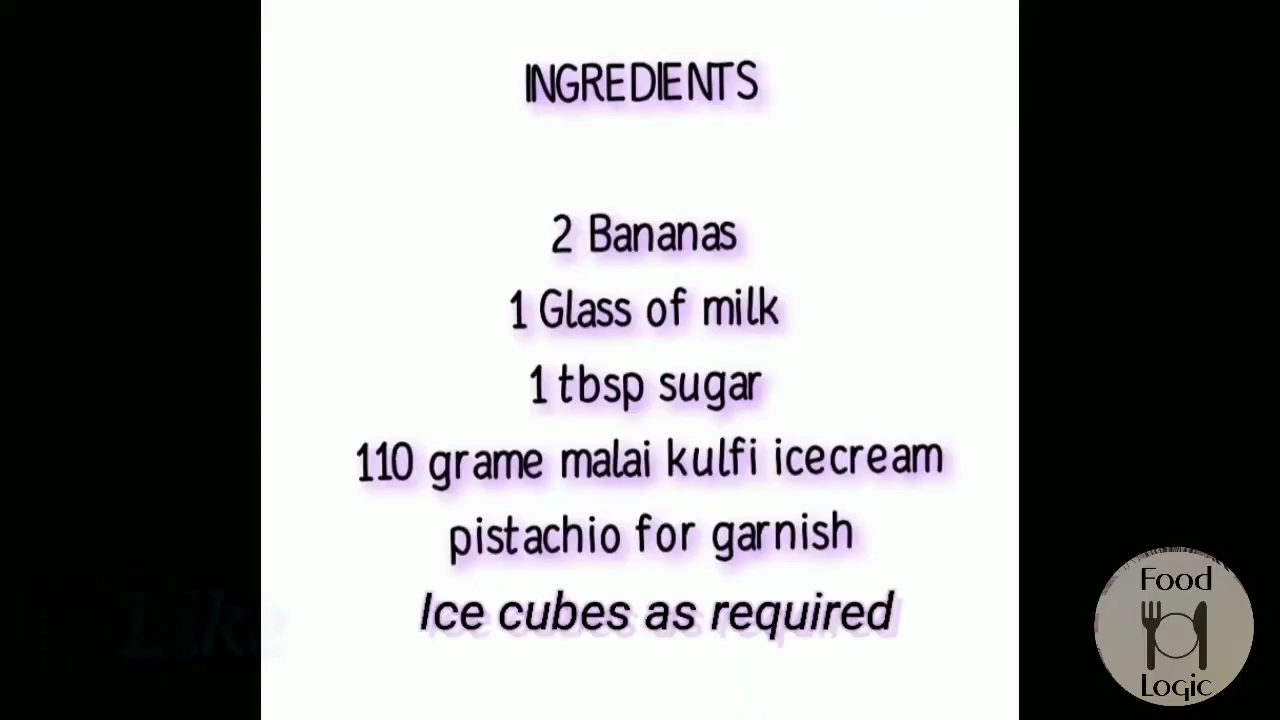 INGREDIENTS
2 Bananas
1 Glass of milk
1 tbsp sugar
110 grame malai kulfi icecream
pistachio for garnish
Ice cubes as required
Like
Food
Logic